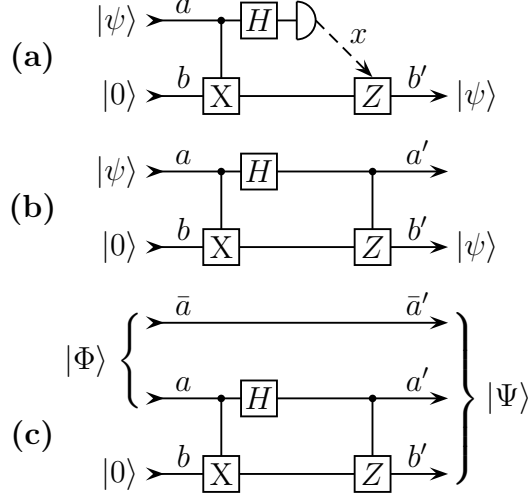 |ψ⟩ a H x
(a)
|0⟩ b X Z b′ |ψ⟩
|ψ⟩ a H a′
(b)
|0⟩ b X Z b′ |ψ⟩
ā ā′
|Φ⟩ |Ψ⟩
a H a′
(c)
|0⟩ b X Z b′